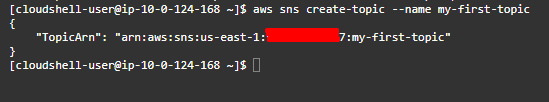 [cloudshell-user@ip-10-0-124-168 ~]$ aws sns create-topic --name my-first-topic
{
    "TopicArn": "arn:aws:sns:us-east-1:7:my-first-topic"
}
[cloudshell-user@ip-10-0-124-168 ~]$